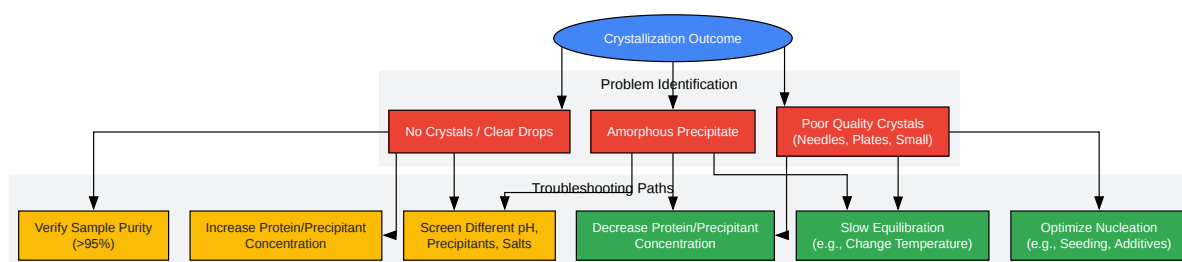 Crystallization Outcome
Problem Identification
No Crystals / Clear Drops
Amorphous Precipitate
Poor Quality Crystals
(Needles, Plates, Small)
Troubleshooting Paths
Verify Sample Purity
(>95%)
Increase Protein/Precipitant
Concentration
Screen Different pH,
Precipitants, Salts
Decrease Protein/Precipitant
Concentration
Slow Equilibration
(e.g., Change Temperature)
Optimize Nucleation
(e.g., Seeding, Additives)